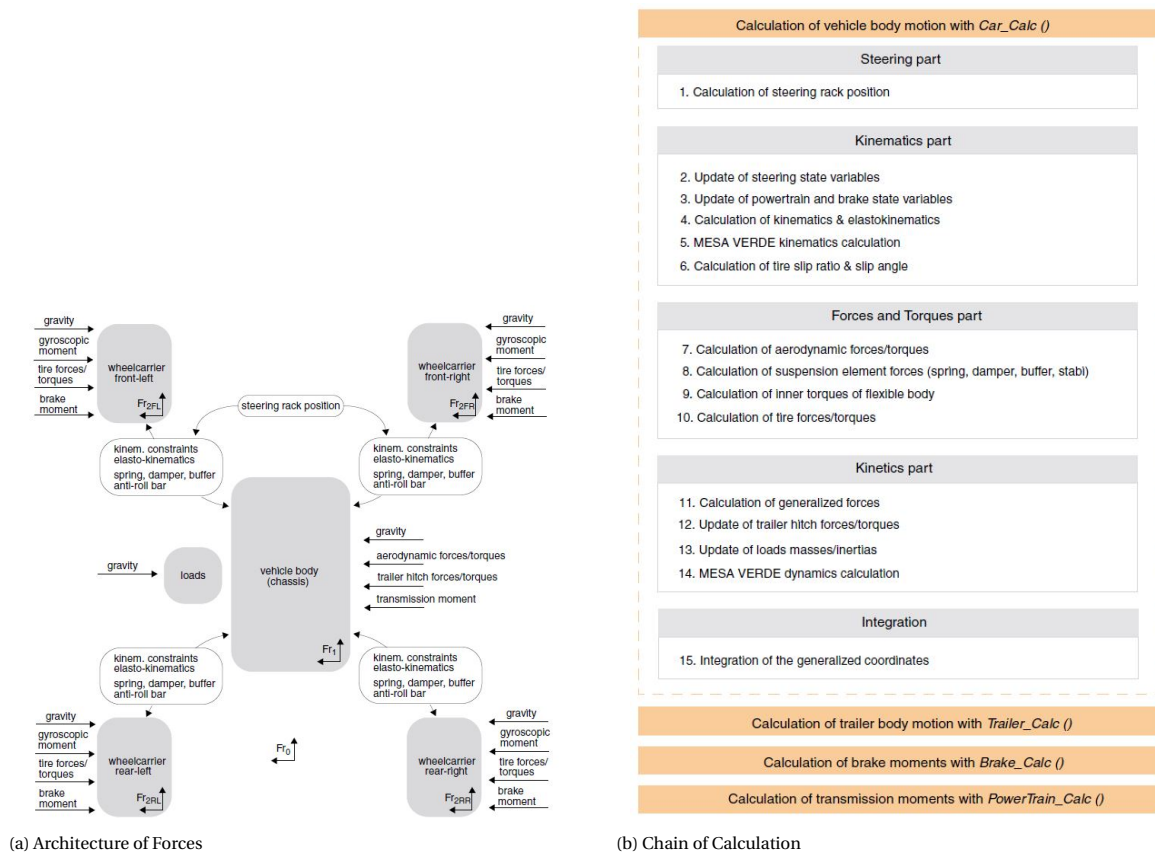 gravity
gyroscopic
moment
tire forces/
torques
brake
moment
wheelcarrier
front-left
Fr2FL
wheelcarrier
front-right
Fr2FR
gravity
gyroscopic
moment
tire forces/
torques
brake
moment
steering rack position
kinem. constraints
elasto-kinematics
spring, damper, buffer
anti-roll bar
kinem. constraints
elasto-kinematics
spring, damper, buffer
anti-roll bar
gravity
loads
vehicle body
(chassis)
Fr1
gravity
aerodynamic forces/torques
trailer hitch forces/torques
transmission moment
kinem. constraints
elasto-kinematics
spring, damper, buffer
anti-roll bar
kinem. constraints
elasto-kinematics
spring, damper, buffer
anti-roll bar
gravity
gyroscopic
moment
tire forces/
torques
brake
moment
wheelcarrier
rear-left
Fr2RL
Fr0
wheelcarrier
rear-right
Fr2RR
gravity
gyroscopic
moment
tire forces/
torques
brake
moment
(a) Architecture of Forces
Calculation of vehicle body motion with Car_Calc ()
Steering part
1. Calculation of steering rack position
Kinematics part
2. Update of steering state variables
3. Update of powertrain and brake state variables
4. Calculation of kinematics & elastokinematics
5. MESA VERDE kinematics calculation
6. Calculation of tire slip ratio & slip angle
Forces and Torques part
7. Calculation of aerodynamic forces/torques
8. Calculation of suspension element forces (spring, damper, buffer, stabi)
9. Calculation of inner torques of flexible body
10. Calculation of tire forces/torques
Kinetics part
11. Calculation of generalized forces
12. Update of trailer hitch forces/torques
13. Update of loads masses/inertias
14. MESA VERDE dynamics calculation
Integration
15. Integration of the generalized coordinates
Calculation of trailer body motion with Trailer_Calc ()
Calculation of brake moments with Brake_Calc ()
Calculation of transmission moments with PowerTrain_Calc ()
(b) Chain of Calculation